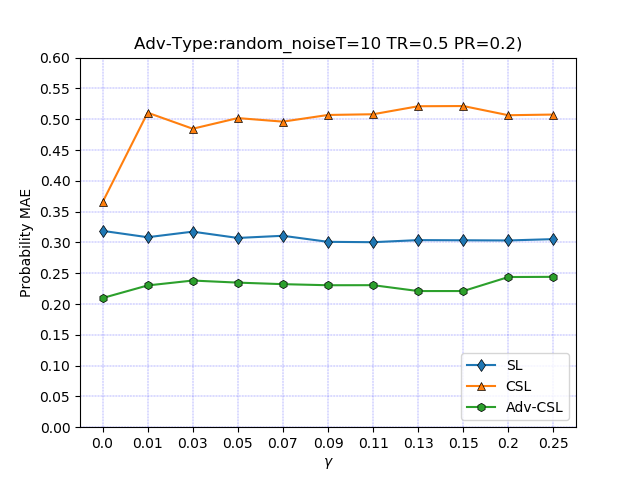 Adv-Type:random_noiseT=10 TR=0.5 PR=0.2)
0.60
0.55
0.50
0.45
0.40
0.35
0.30
0.25
0.20
0.15
0.10
0.05
0.00
Probability MAE
SL
CSL
Adv-CSL
0.0 0.01 0.03 0.05 0.07 0.09 0.11 0.13 0.15 0.2 0.25
γ